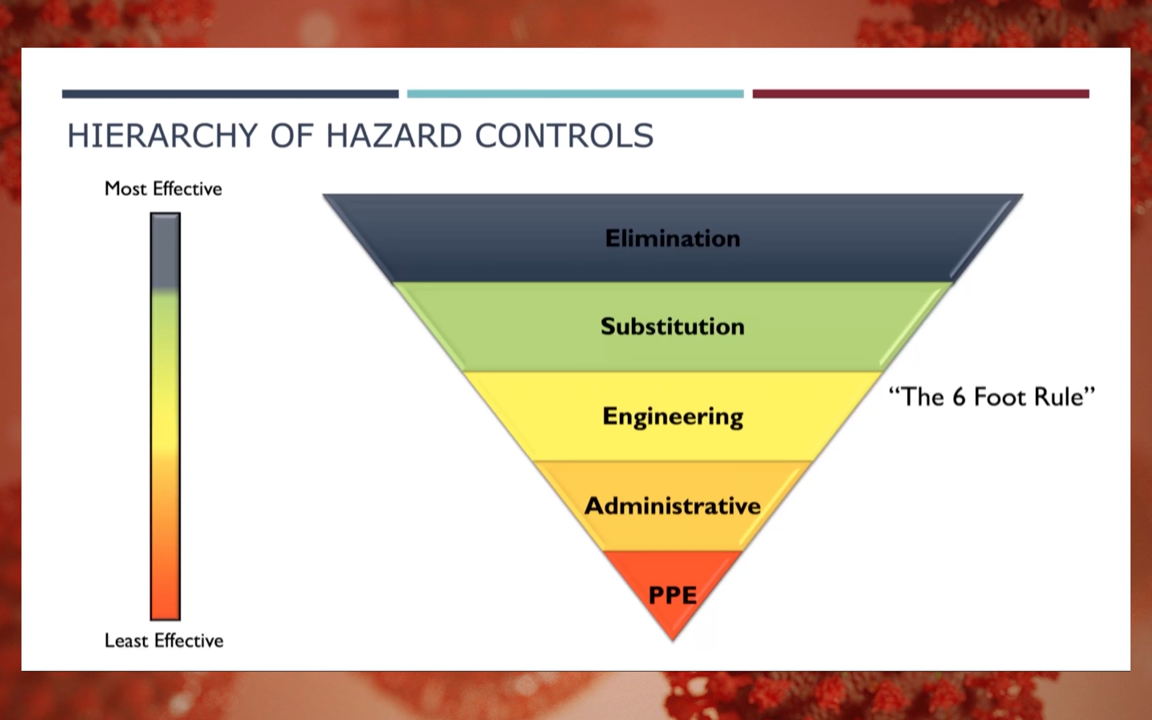 HIERARCHY OF HAZARD CONTROLS
Most Effective
Least Effective
Elimination
Substitution
Engineering
Administrative
PPE
“The 6 Foot Rule”